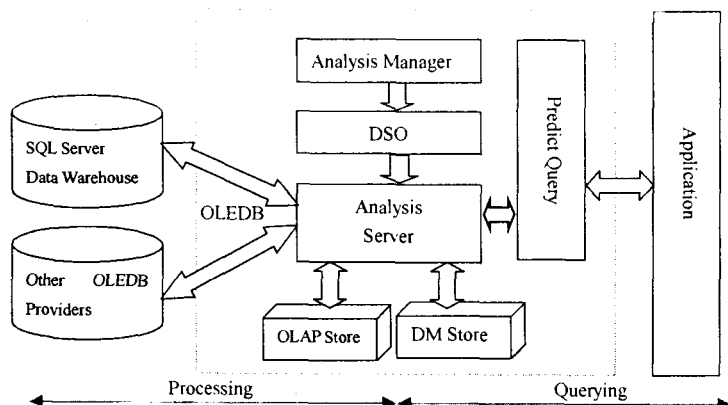 Analysis Manager
DSO
SQL Server
Data Warehouse
OLEDB
Analysis
Server
Other OLEDB
Providers
OLAP Store
DM Store
Predict Query
Application
Processing
Querying